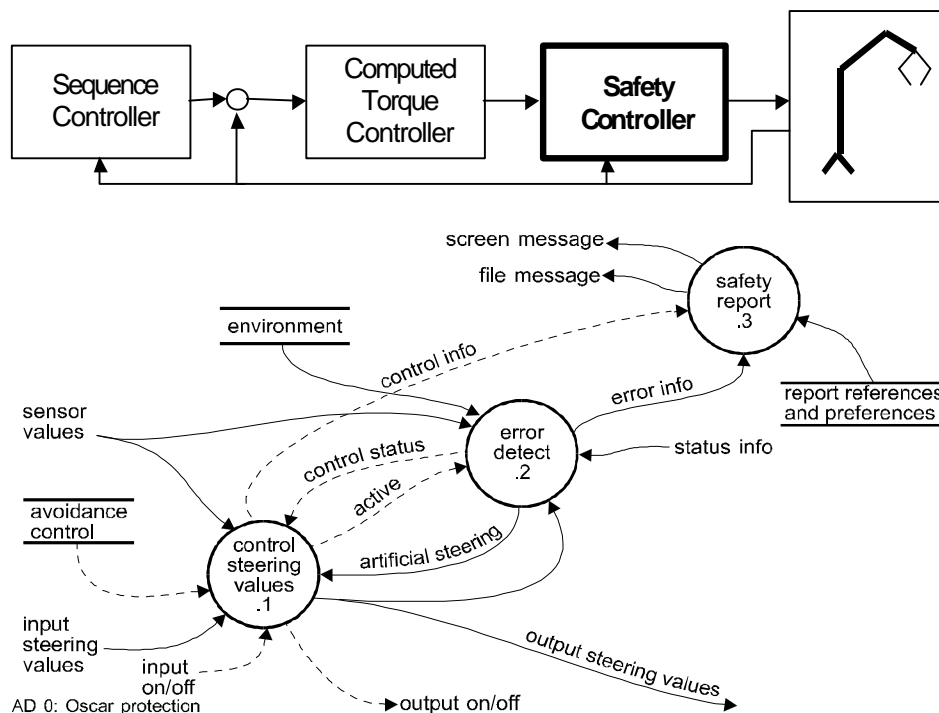 Sequence
Controller
Computed
Torque
Controller
Safety
Controller
screen message
file message
safety
report
.3
environment
control info
error info
report references
and preferences
sensor
values
control status
error
detect
.2
status info
active
avoidance
control
control
steering
values
.1
artificial steering
input
steering
values
input
on/off
output steering values
output on/off
AD 0: Oscar protection